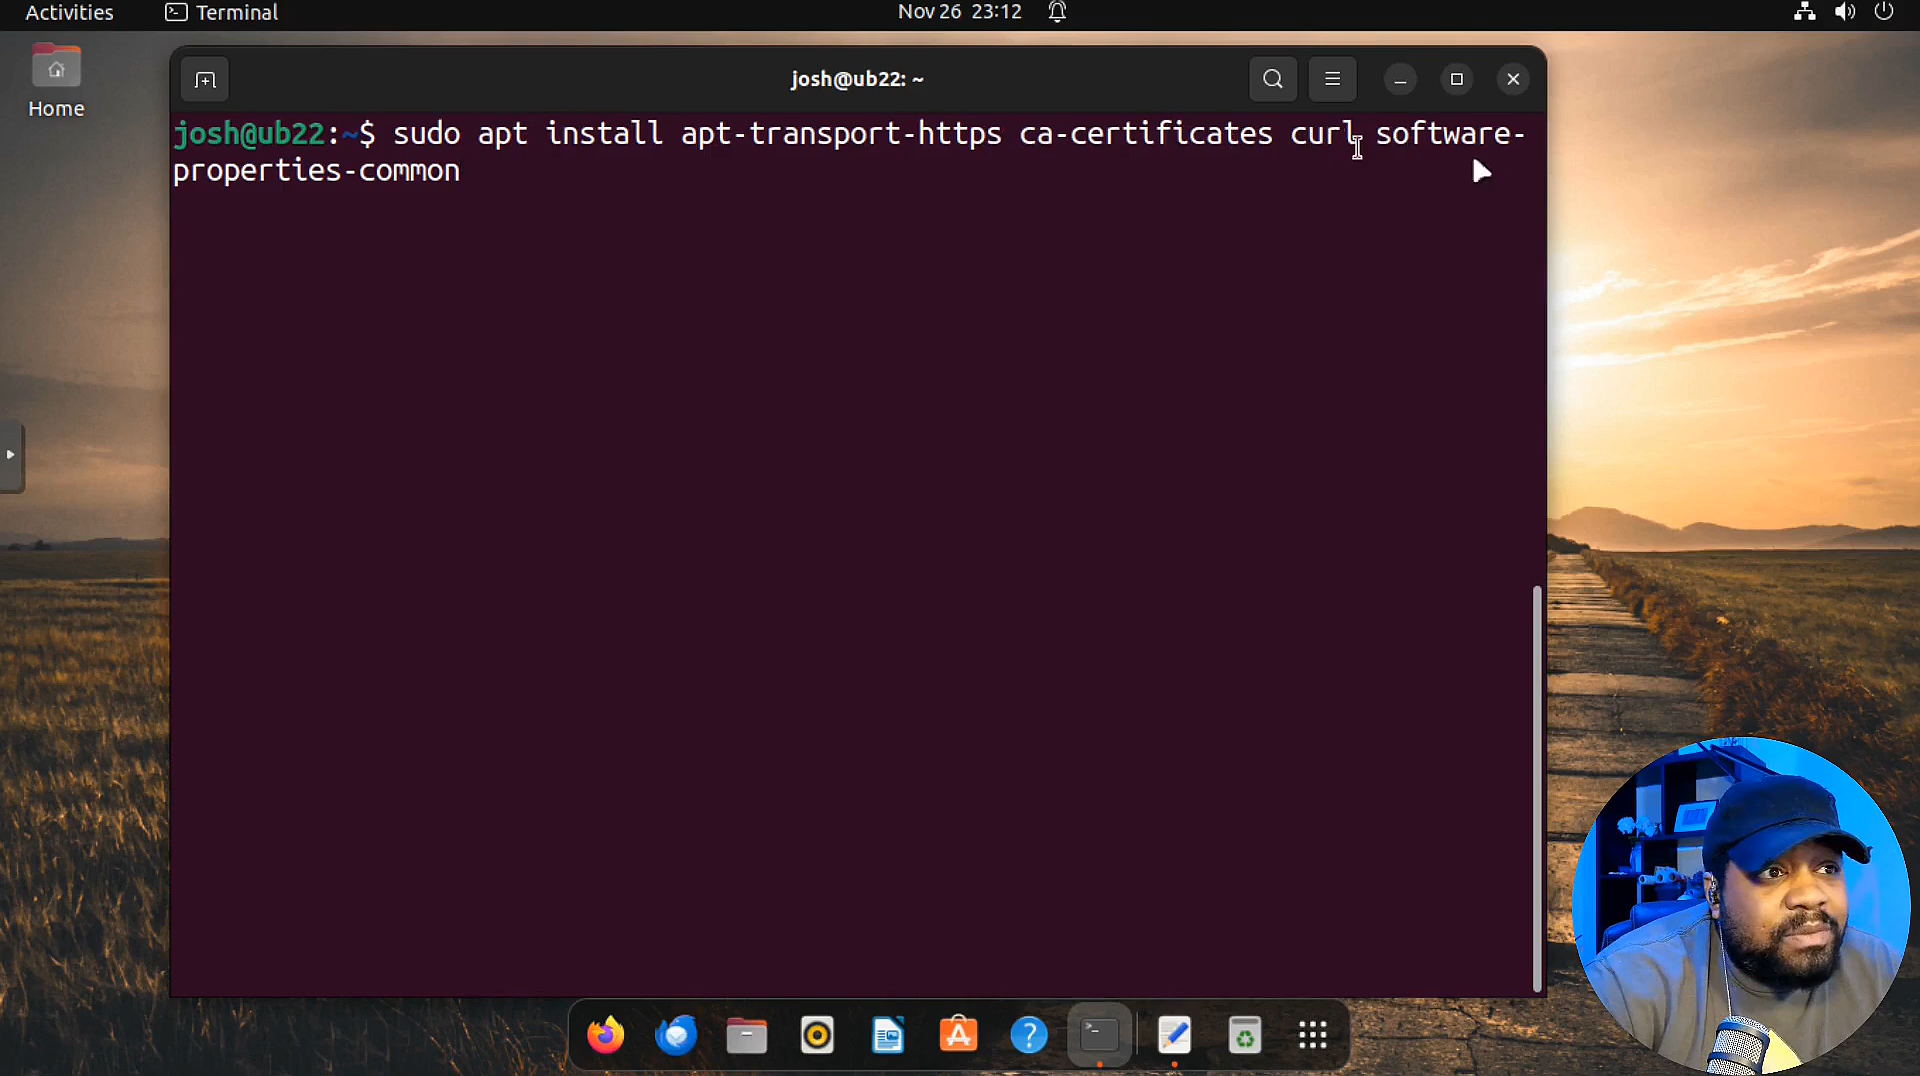 Activities Terminal Nov 26 23:12
Home
josh@ub22: ~
josh@ub22:~$ sudo apt install apt-transport-https ca-certificates curl software-
properties-common